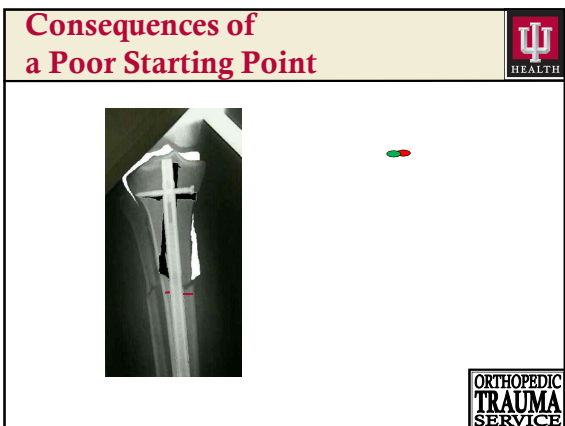 Consequences of
a Poor Starting Point
HEALTH
ORTHOPEDIC
TRAUMA
SERVICE